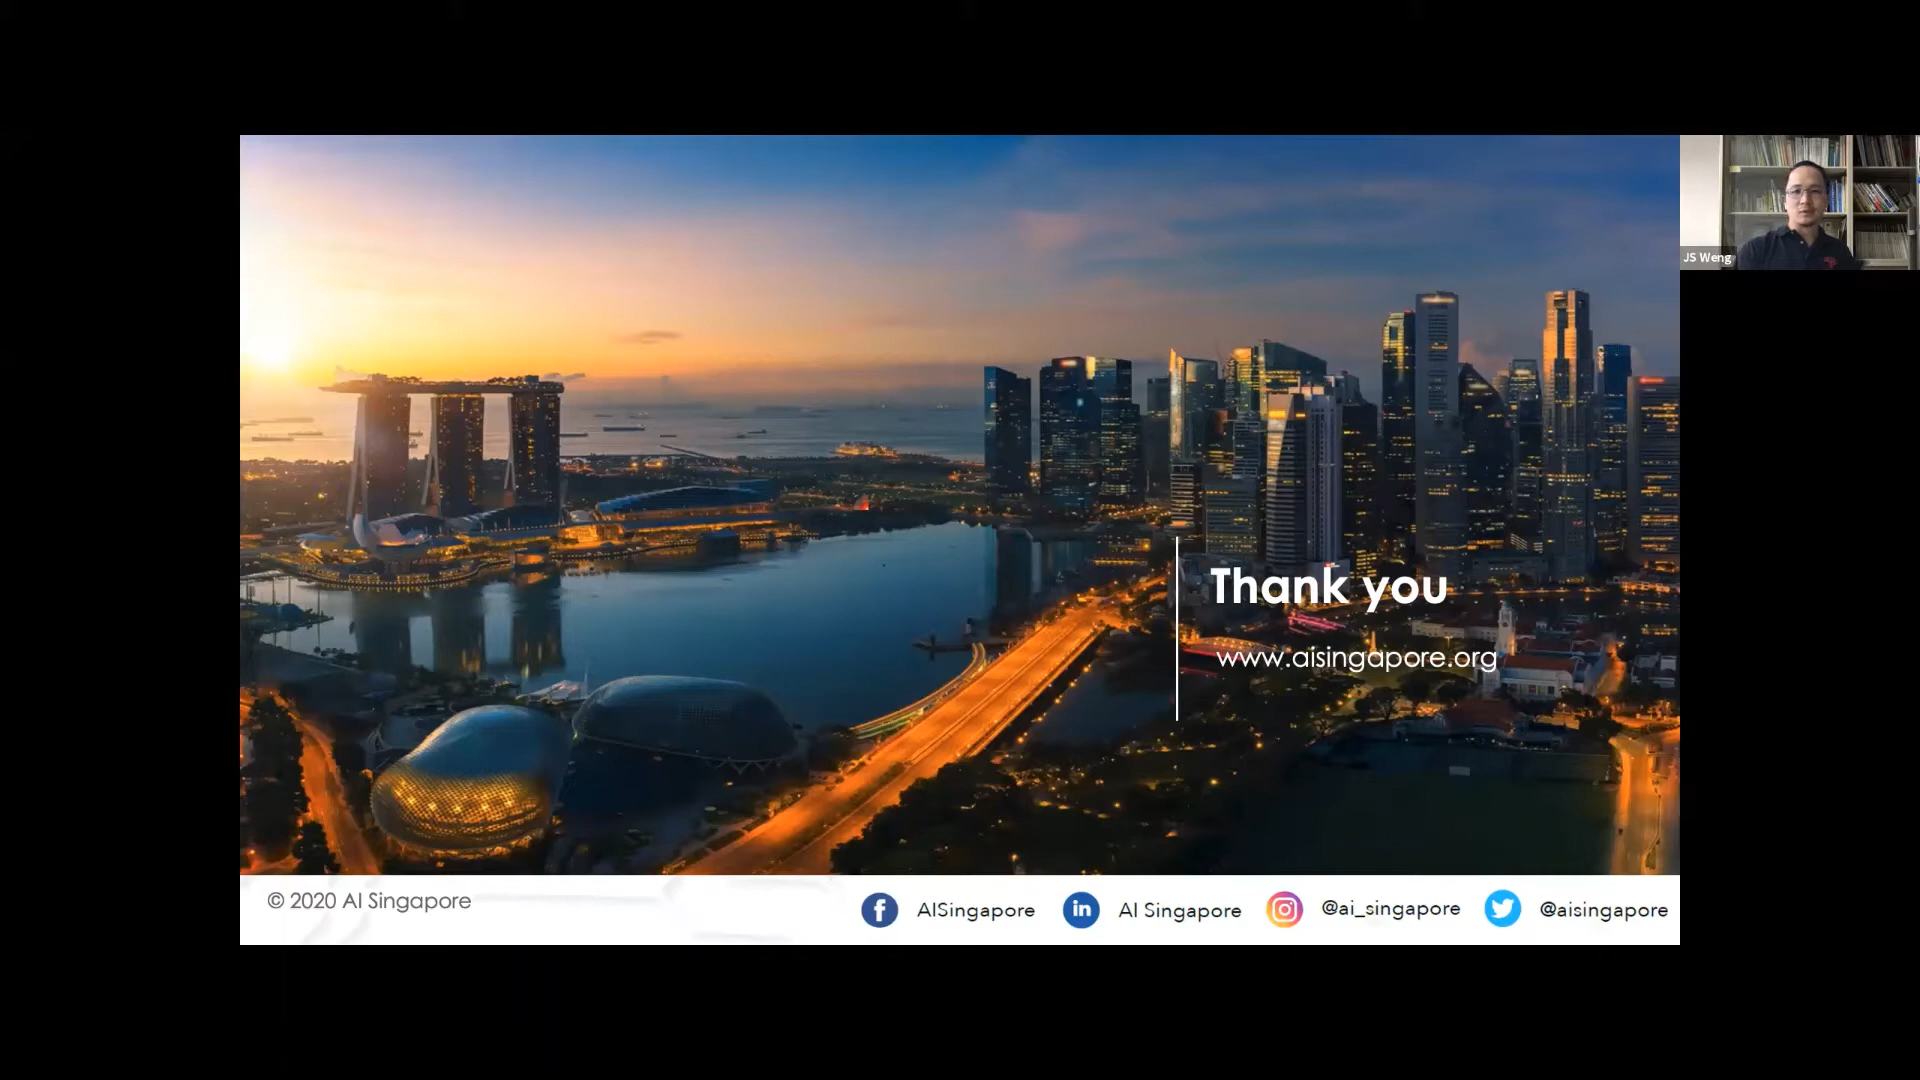 JS Weng
Thank you
www.aisingapore.org
© 2020 AI Singapore
AISingapore
AI Singapore
@ai_singapore
@aisingapore